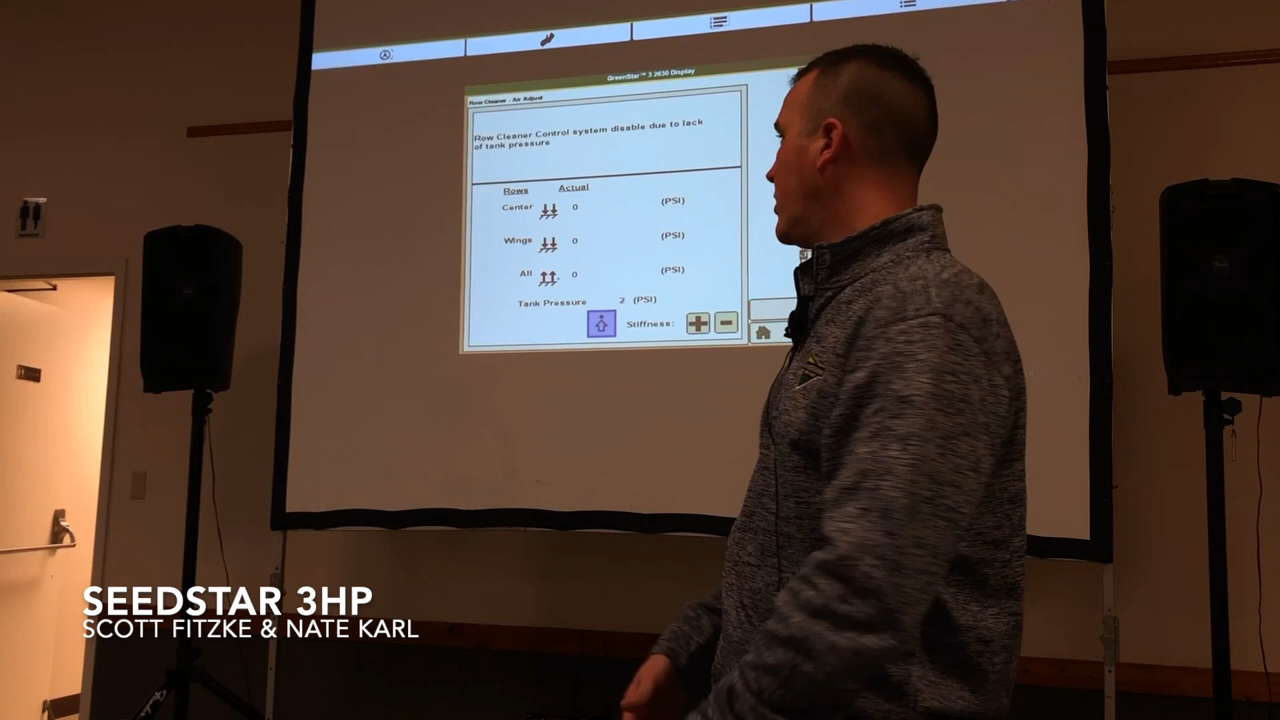 GreenStar™ 3 2630 Display
Row Cleaner - Air Adjust
Row Cleaner Control system disable due to lack
of tank pressure
Rows Actual
Center 0 (PSI)
Wings 0 (PSI)
All 0 (PSI)
Tank Pressure 2 (PSI)
Stiffness:
SEEDSTAR 3HP
SCOTT FITZKE & NATE KARL